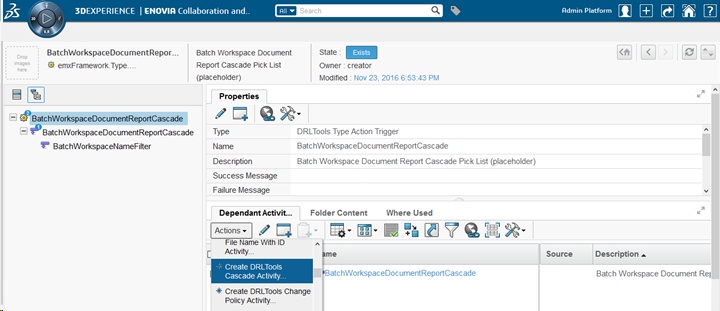 3DEXPERIENCE | ENOVIA Collaboration and...
All
Search
Admin Platform
Drop
images
here
BatchWorkspaceDocumentReport...
emxFramework.Type....
Batch Workspace Document
Report Cascade Pick List
(placeholder)
State : Exists
Owner : creator
Modified : Nov 23, 2016 6:53:43 PM
BatchWorkspaceDocumentReportCascade
BatchWorkspaceDocumentReportCascade
BatchWorkspaceNameFilter
Properties
Type DRLTools Type Action Trigger
Name BatchWorkspaceDocumentReportCascade
Description Batch Workspace Document Report Cascade Pick List (placeholder)
Success Message
Failure Message
Dependant Activit... Folder Content Where Used
Actions
File Name With ID
Activity...
Create DRLTools
Cascade Activity...
Create DRLTools Change
Policy Activity...
ame Source Description
BatchWorkspaceDocumentReportCascade Batch Workspace Document Rep